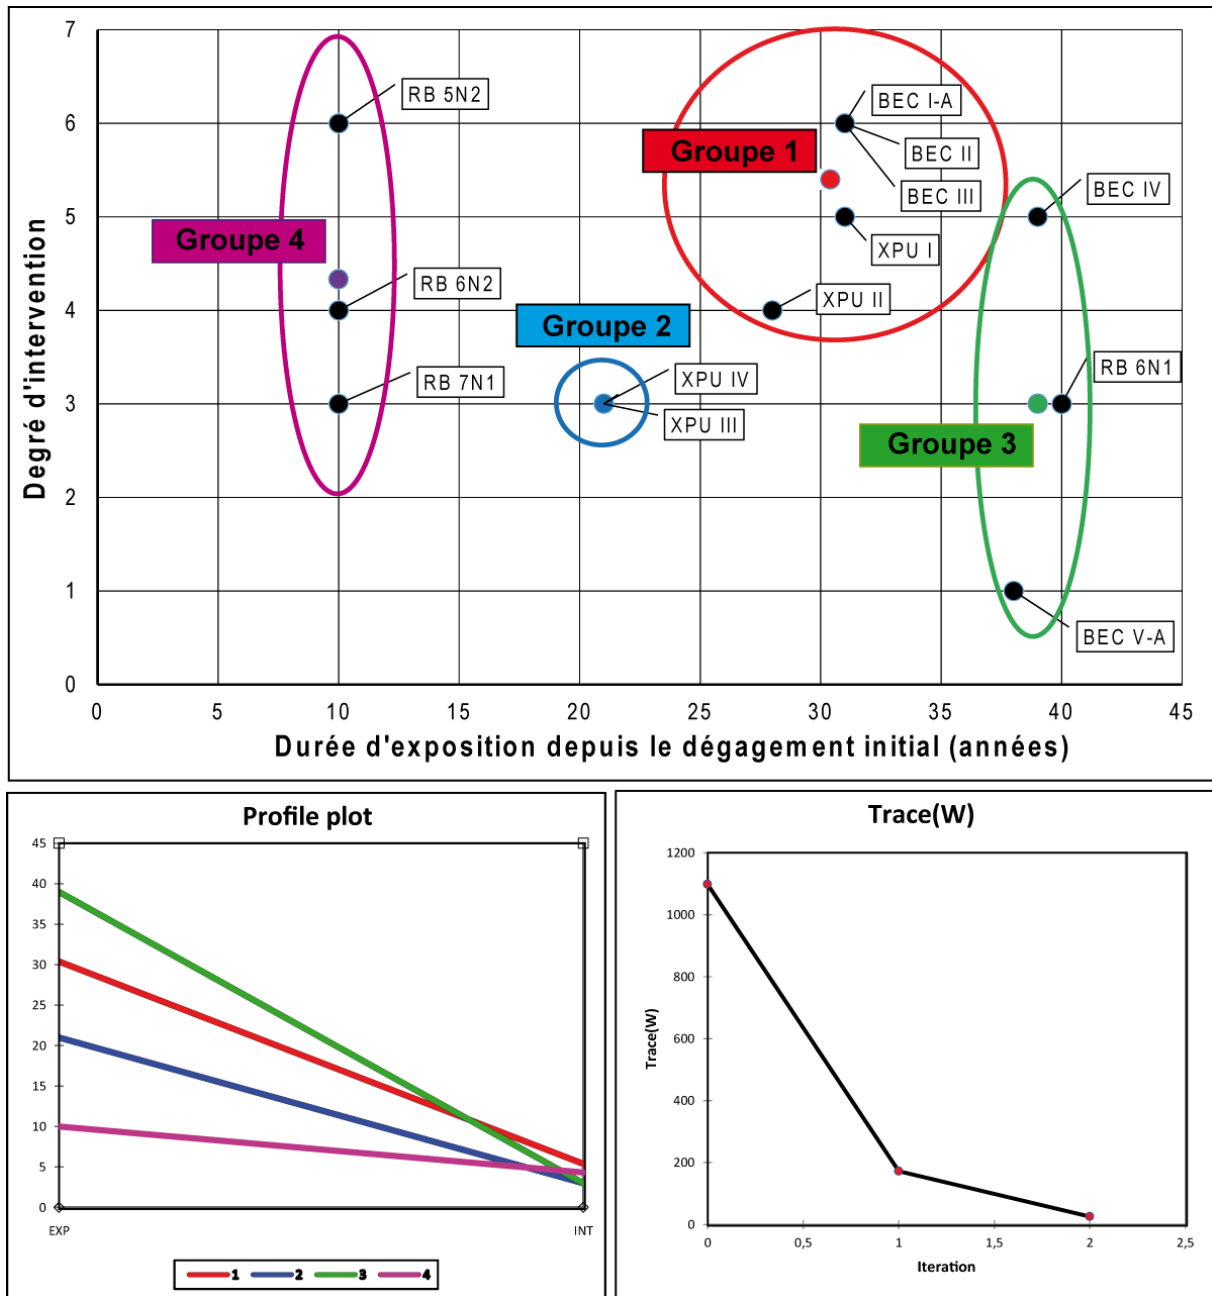 7
6
5
4
3
2
1
0
Degré d'intervention
RB 5N2
BEC I-A
Groupe 1
BEC II
BEC III
BEC IV
Groupe 4
XPU I
RB 6N2
XPU II
Groupe 2
RB 7N1
XPU IV
RB 6N1
XPU III
Groupe 3
BEC V-A
0 5 10 15 20 25 30 35 40 45
Durée d'exposition depuis le dégagement initial (années)
Profile plot
45
40
35
30
25
20
15
10
5
0
EXP INT
1 2 3 4
Trace(W)
1200
1000
800
600
400
200
0
Trace(W)
0 0,5 1 1,5 2 2,5
Iteration